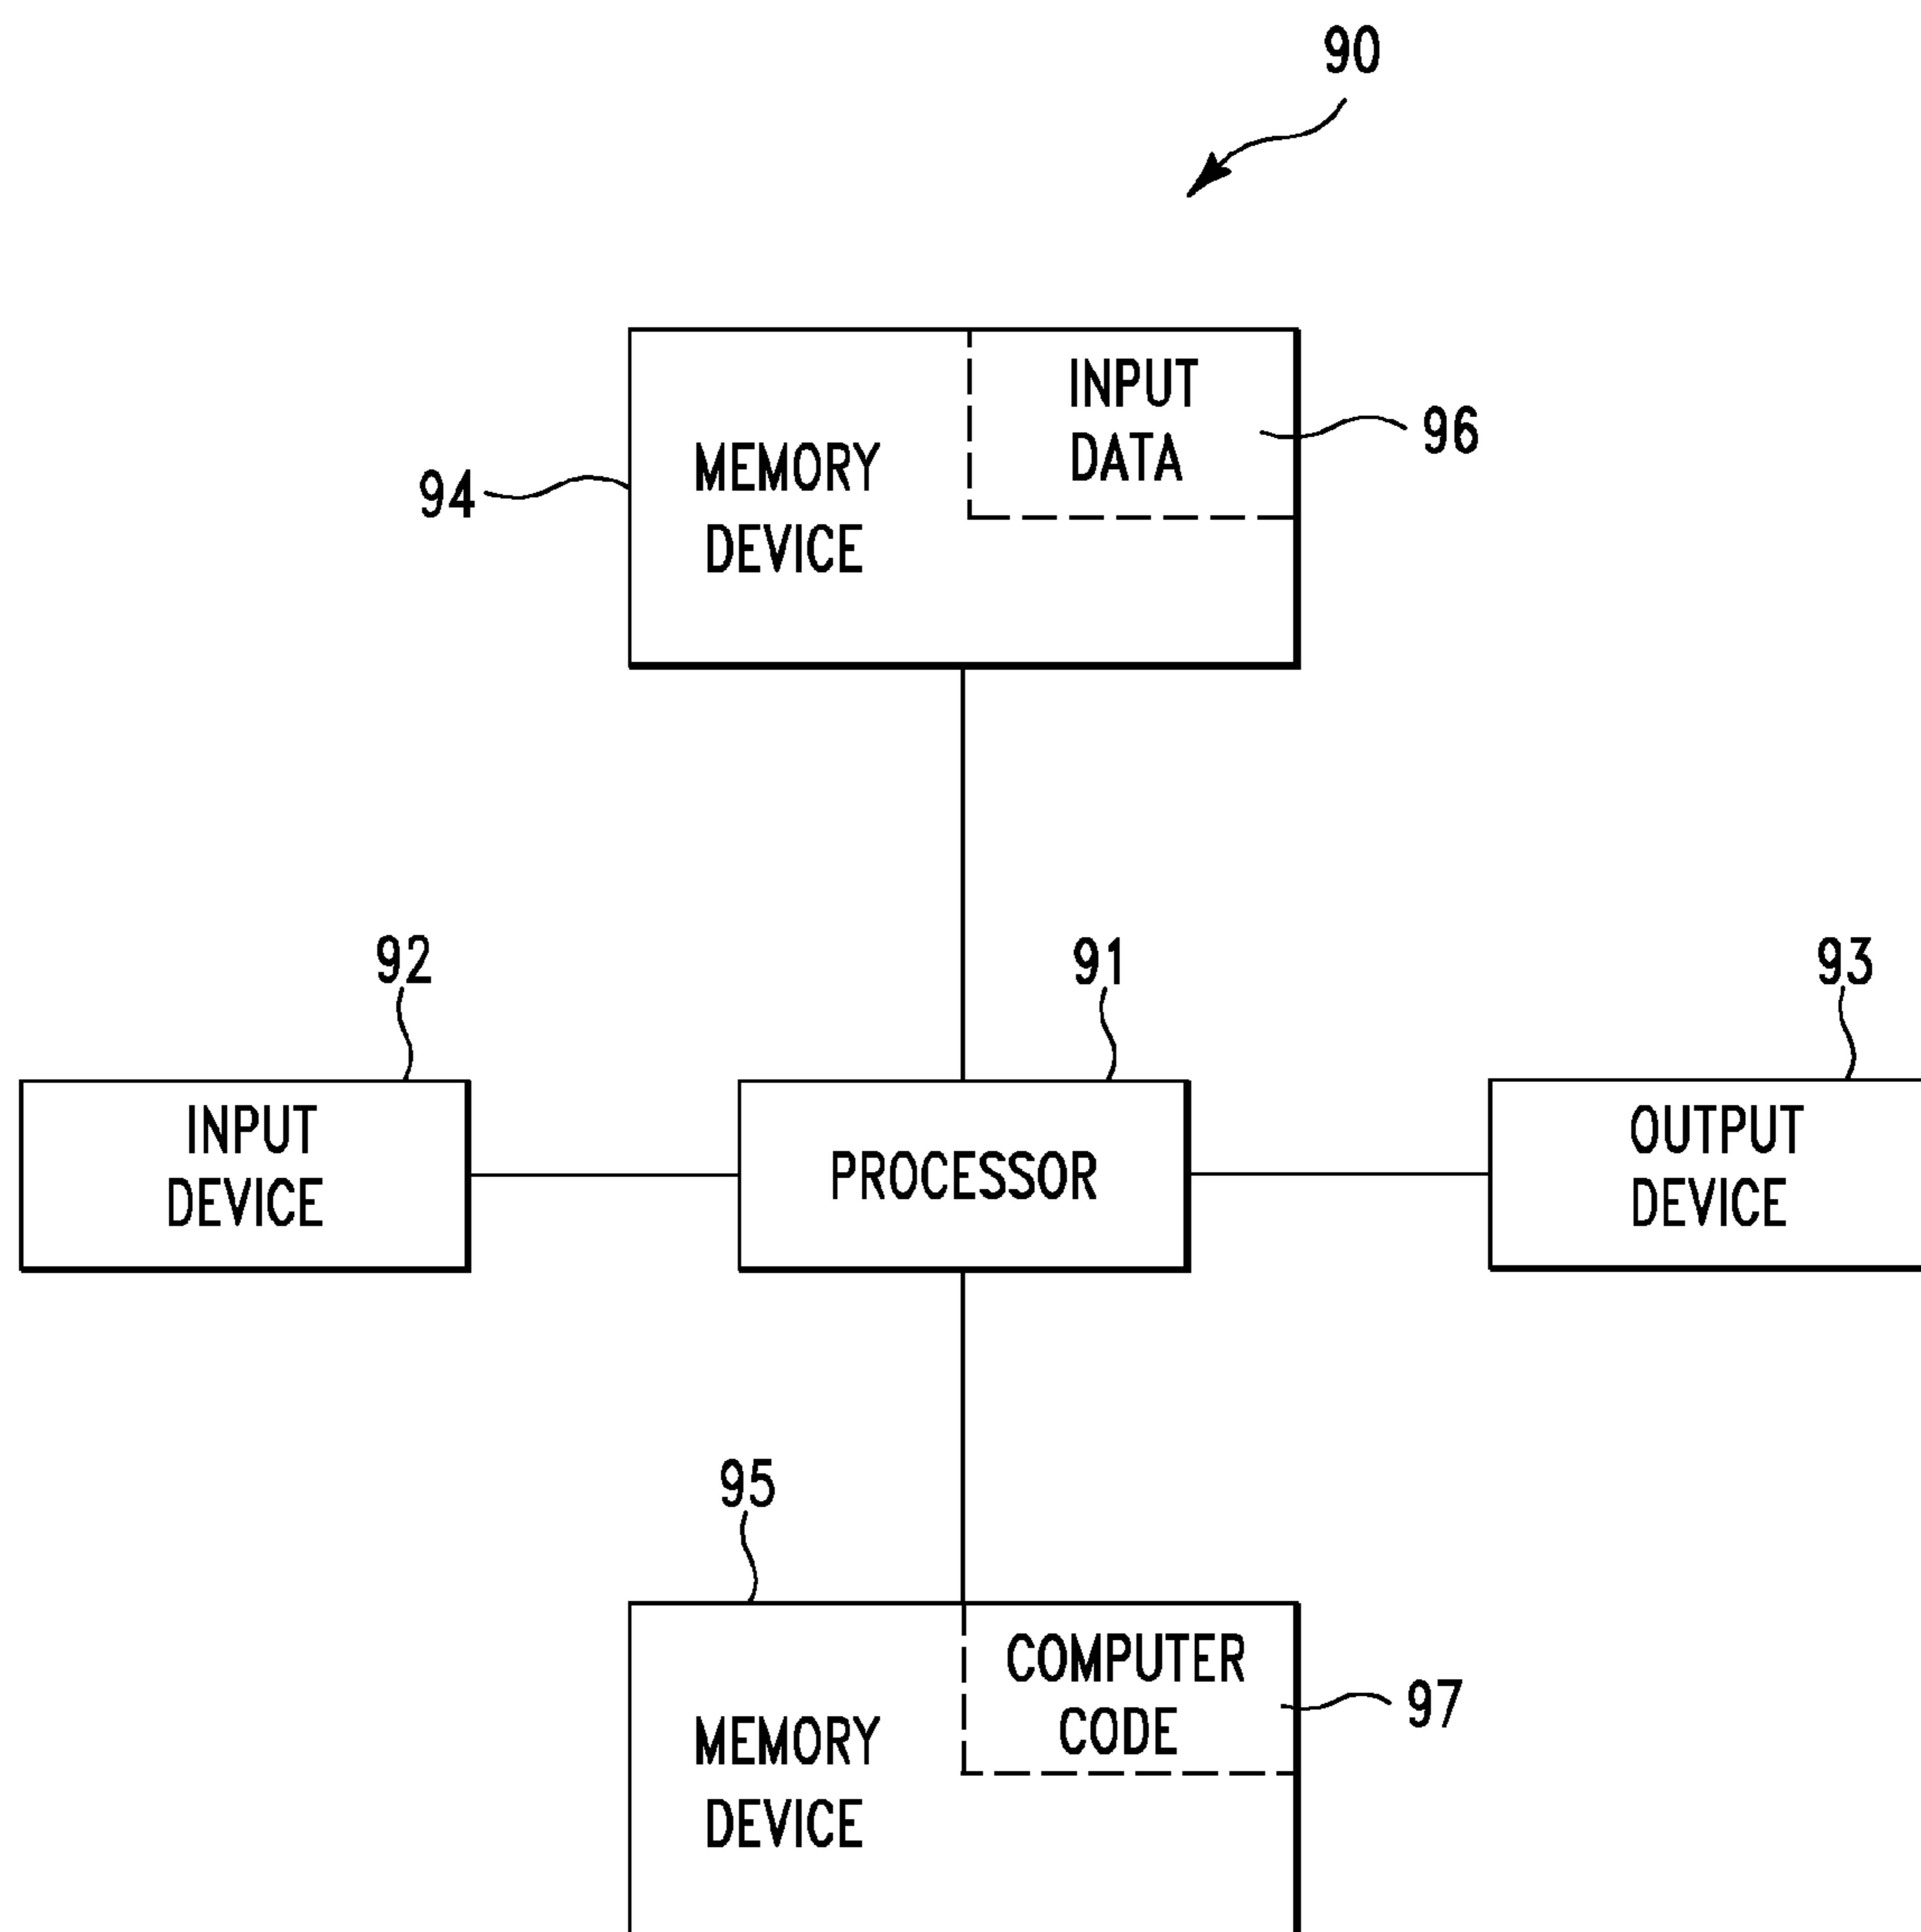 90
INPUT
DATA
96
94
MEMORY
DEVICE
92
91
93
INPUT
DEVICE
PROCESSOR
OUTPUT
DEVICE
95
COMPUTER
CODE
97
MEMORY
DEVICE